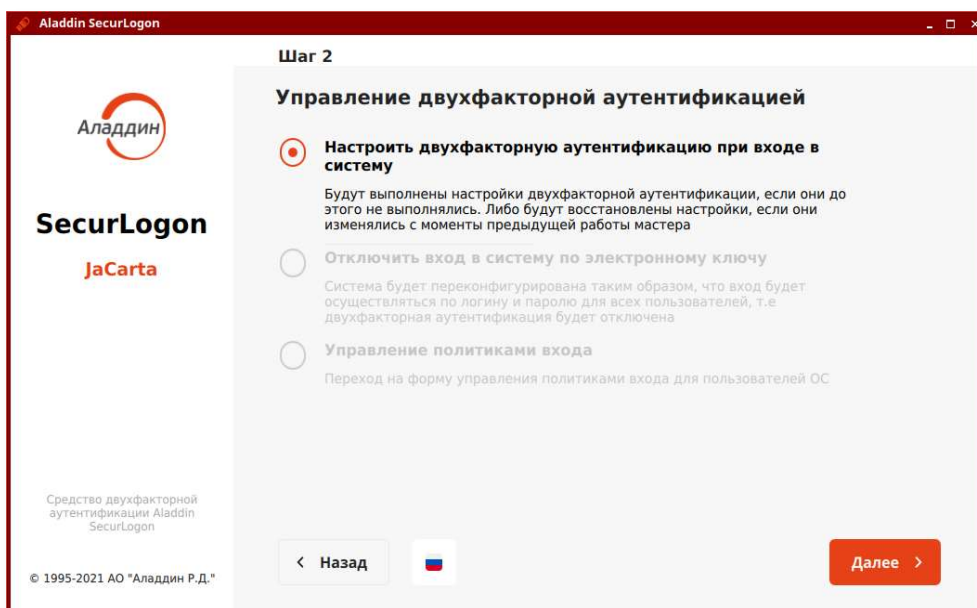 Aladdin SecurLogon
Шаг 2
Аладдин
SecurLogon
JaCarta
Средство двухфакторной
аутентификации Aladdin
SecurLogon
© 1995-2021 АО "Аладдин Р.Д."
Управление двухфакторной аутентификацией
Настроить двухфакторную аутентификацию при входе в
систему
Будут выполнены настройки двухфакторной аутентификации, если они до
этого не выполнялись. Либо будут восстановлены настройки, если они
изменялись с моменты предыдущей работы мастера
Отключить вход в систему по электронному ключу
Система будет переконфигурирована таким образом, что вход будет
осуществляться по логину и паролю для всех пользователей, т.е
двухфакторная аутентификация будет отключена
Управление политиками входа
Переход на форму управления политиками входа для пользователей ОС
Назад
Далее